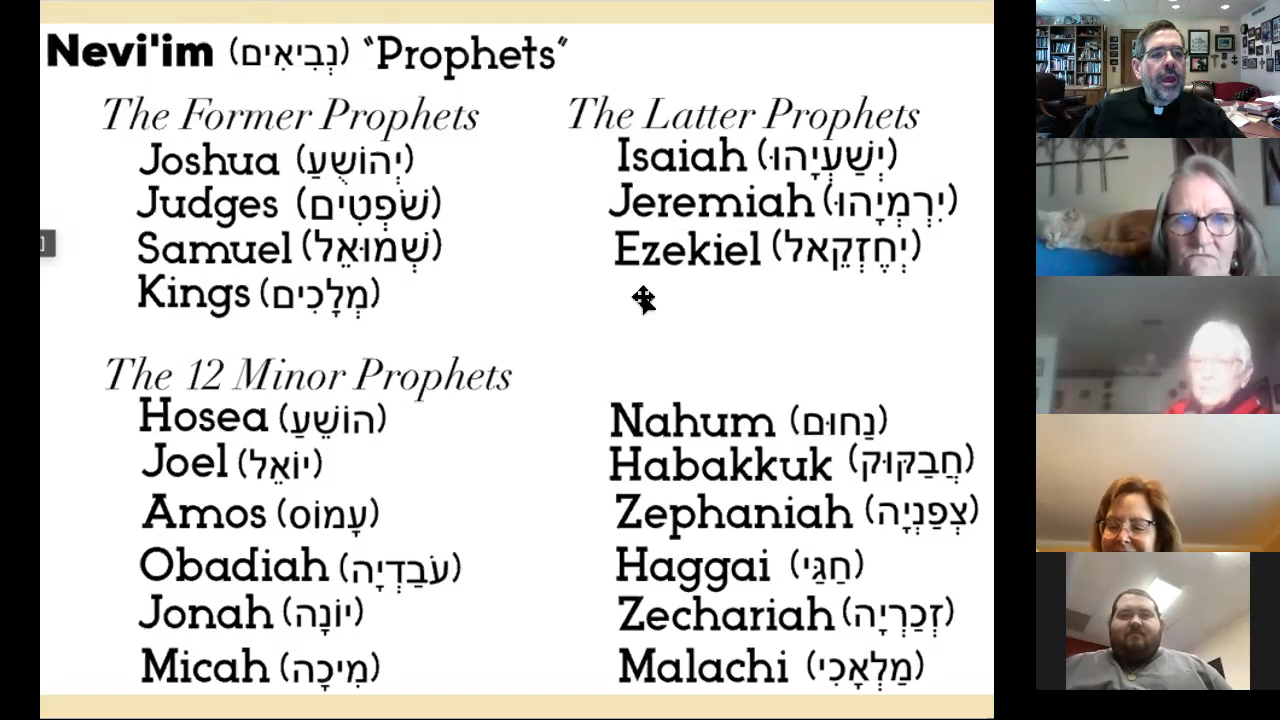 Nevi'im (נְבִיאִים) "Prophets"
The Former Prophets
Joshua (יְהוֹשֻׁעַ)
Judges (שֹׁפְטִים)
Samuel (שְׁמוּאֵל)
Kings (מְלָכִים)
The Latter Prophets
Isaiah (יְשַׁעְיָהוּ)
Jeremiah (יִרְמְיָהוּ)
Ezekiel (יְחֶזְקֵאל)
The 12 Minor Prophets
Hosea (הוֹשֵׁעַ)
Joel (יוֹאֵל)
Amos (עָמוֹס)
Obadiah (עֹבַדְיָה)
Jonah (יוֹנָה)
Micah (מִיכָה)
Nahum (נַחוּם)
Habakkuk (חֲבַקּוּק)
Zephaniah (צְפַנְיָה)
Haggai (חַגַּי)
Zechariah (זְכַרְיָה)
Malachi (מַלְאָכִי)